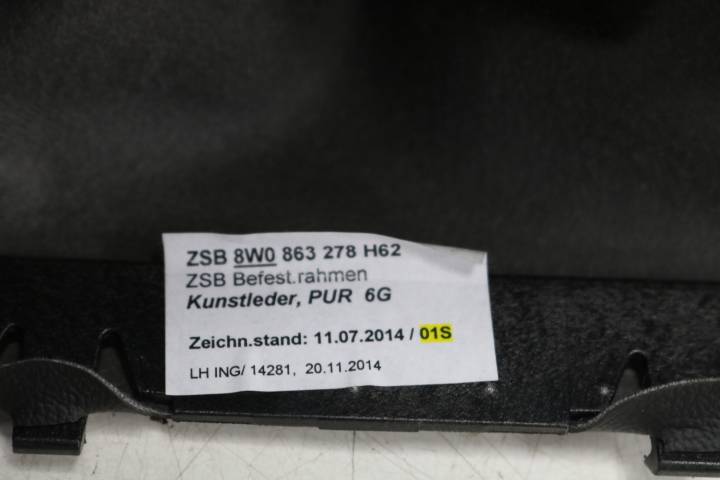 ZSB 8W0 863 278 H62
ZSB Befest.rahmen
Kunstleder, PUR 6G
Zeichn.stand: 11.07.2014 / 01S
LH ING/ 14281, 20.11.2014